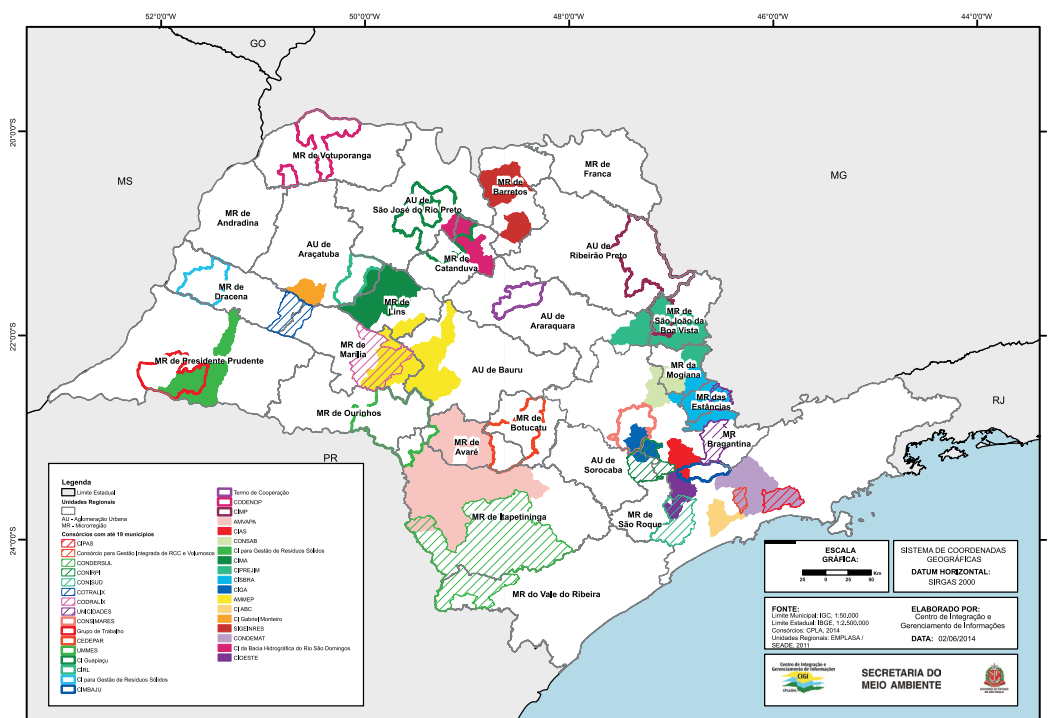 52°0'0"O
50°0'0"O
48°0'0"O
46°0'0"O
44°0'0"O
GO
20°0'0"S
MS
MG
MR de Votuporanga
MR de
Franca
MR de
Barretos
AU de
São José do Rio Preto
MR de
Andradina
AU de
Araçatuba
MR de
Catanduva
AU de
Ribeirão Preto
MR de
Dracena
MR de
Lins
AU de
Araraquara
MR de
São João da
Boa Vista
22°0'0"S
MR de
Marília
MR de Presidente Prudente
AU de Bauru
MR da
Mogiana
MR das
Estâncias
RJ
MR de Ourinhos
MR de
Botucatu
MR
Bragantina
MR de
Avaré
AU de
Sorocaba
PR
MR de Itapetininga
MR de
São Roque
24°0'0"S
MR do Vale do Ribeira
Legenda
Limite Estadual
Unidades Regionais
AU - Aglomeração Urbana
MR - Microrregião
Consórcios com até 19 municípios
CIPAS
Consórcio para Gestão Integrada de RCC e Volumosos
CONDERSUL
CONIRPI
CONISUD
COTRALIX
CODRALIX
UNICIDADES
CONSIMARES
Grupo de Trabalho
CEDEPAR
UMMES
CI Guapiaçu
CIRL
CI para Gestão de Resíduos Sólidos
CIMBAJU
Termo de Cooperação
CODENOP
CIMP
AMVAPA
CIAS
CONSAB
CI para Gestão de Resíduos Sólidos
CIMA
CIPREJIM
CISBRA
CIGA
AMMEP
CI ABC
CI Gabriel Monteiro
SIGEINRES
CONDEMAT
CI da Bacia Hidrográfica do Rio São Domingos
CIOESTE
ESCALA
GRÁFICA:
25 0 25 50 Km
SISTEMA DE COORDENADAS
GEOGRÁFICAS
DATUM HORIZONTAL:
SIRGAS 2000
FONTE:
Limite Municipal: IGC, 1:50,000
Limite Estadual: IBGE, 1:2.500,000
Consórcios: CPLA, 2014
Unidades Regionais: EMPLASA /
SEADE, 2011
ELABORADO POR:
Centro de Integração e
Gerenciamento de Informações
DATA: 02/06/2014
Centro de Integração e
Gerenciamento de Informações
CIGI
SECRETARIA DO
MEIO AMBIENTE